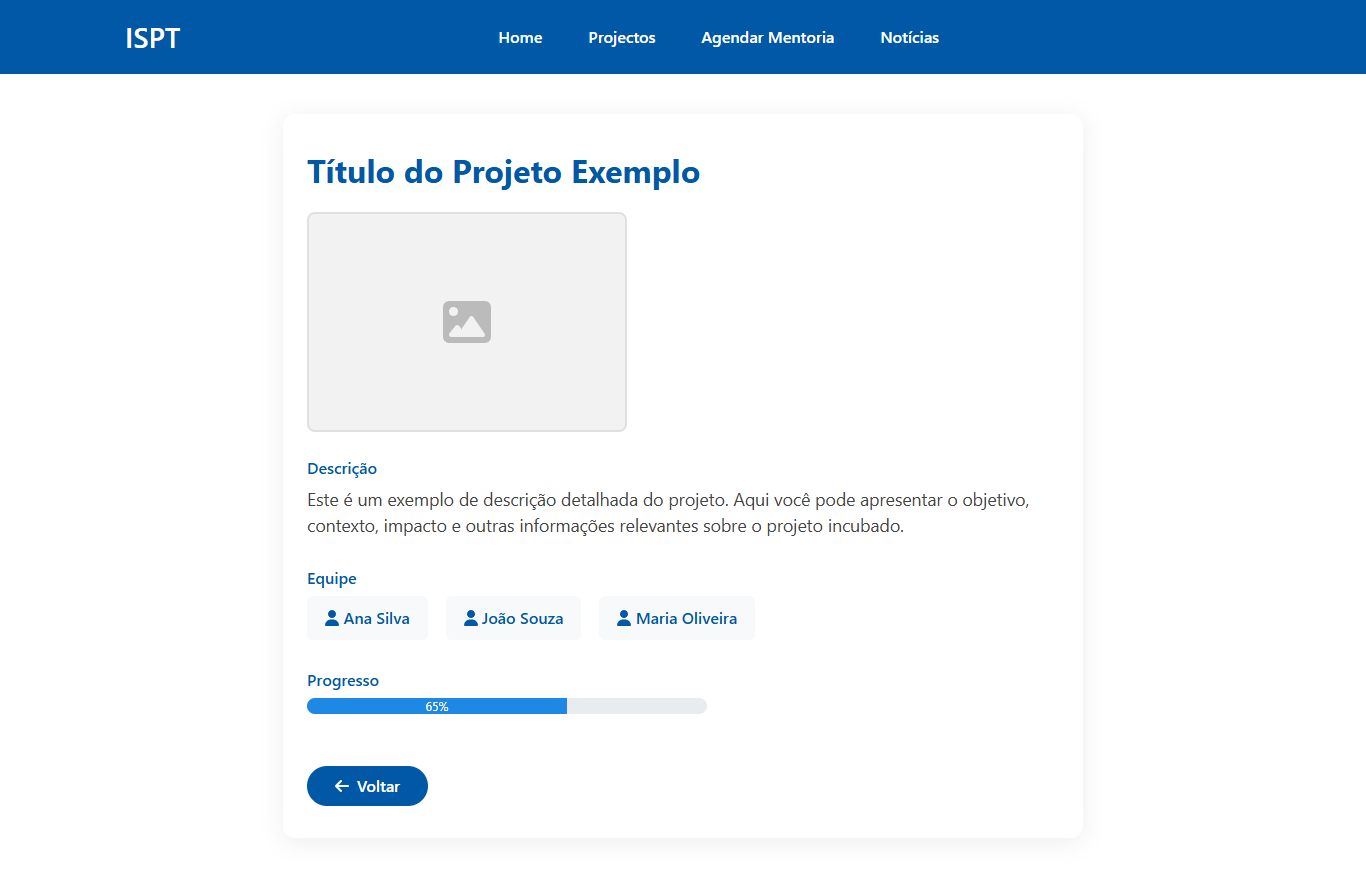 ISPT
Home Projectos Agendar Mentoria Notícias
Título do Projeto Exemplo
Descrição
Este é um exemplo de descrição detalhada do projeto. Aqui você pode apresentar o objetivo,
contexto, impacto e outras informações relevantes sobre o projeto incubado.
Equipe
Ana Silva João Souza Maria Oliveira
Progresso
65%
Voltar